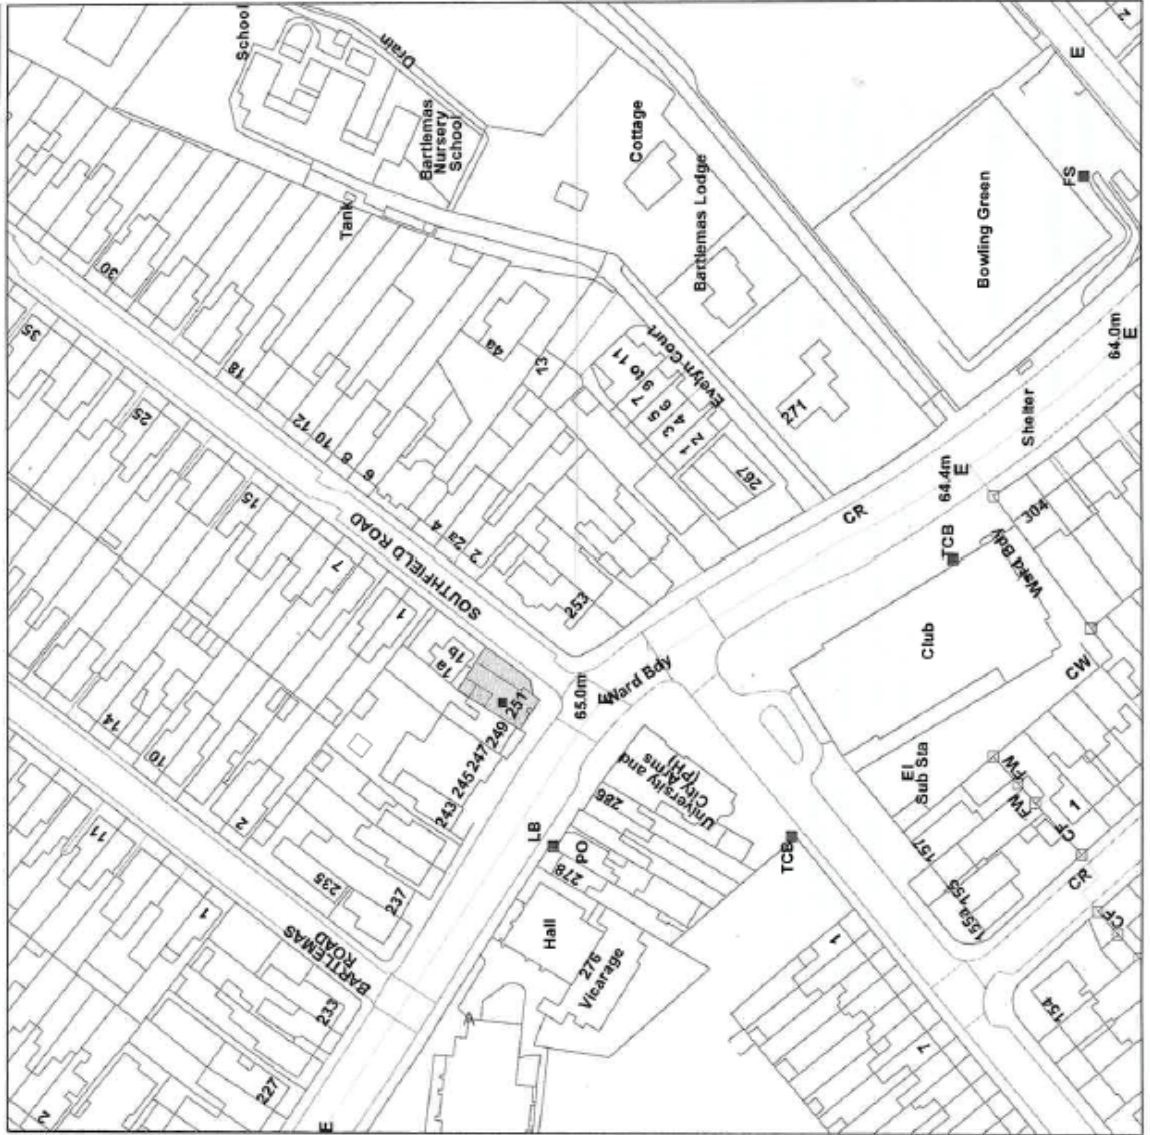 School
Drain
Bartlemas
Nursery
School
Tank
Cottage
Bartlemas Lodge
Bowling Green
FS
E
2
30
35
18
25
4a
13
12
10
8
6
15
4
2a
2
7
1
SOUTHFIELD ROAD
Evelyn Court
9 to 11
7
5
6
3
4
1
2
267
271
64.0m
E
Shelter
64.4m
E
CR
TCB
304
Ward Bdy
253
1a
1b
251
249
247
245
243
65.0m
E
Ward Bdy
14
10
2
11
235
237
1
BARTLEMAS
ROAD
233
227
2
E
LB
PO
278
286
University and
City Arms
(PH)
Hall
276
Vicarage
TCB
Club
El
Sub Sta
CW
FW
FW
CF
1
157
155
155a
CR
CF
154
1
7